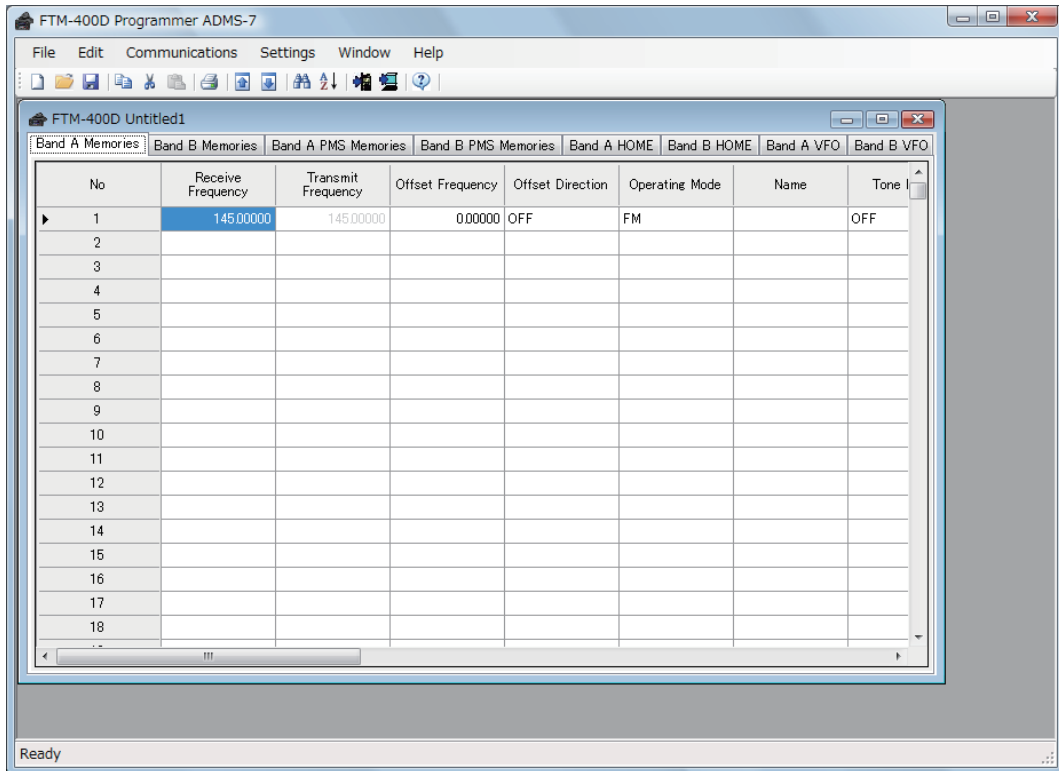 FTM-400D Programmer ADMS-7
File Edit Communications Settings Window Help
FTM-400D Untitled1
Band A Memories Band B Memories Band A PMS Memories Band B PMS Memories Band A HOME Band B HOME Band A VFO Band B VFO
No Receive Frequency Transmit Frequency Offset Frequency Offset Direction Operating Mode Name Tone
1 145.00000 145.00000 0.00000 OFF FM OFF
2
3
4
5
6
7
8
9
10
11
12
13
14
15
16
17
18
Ready